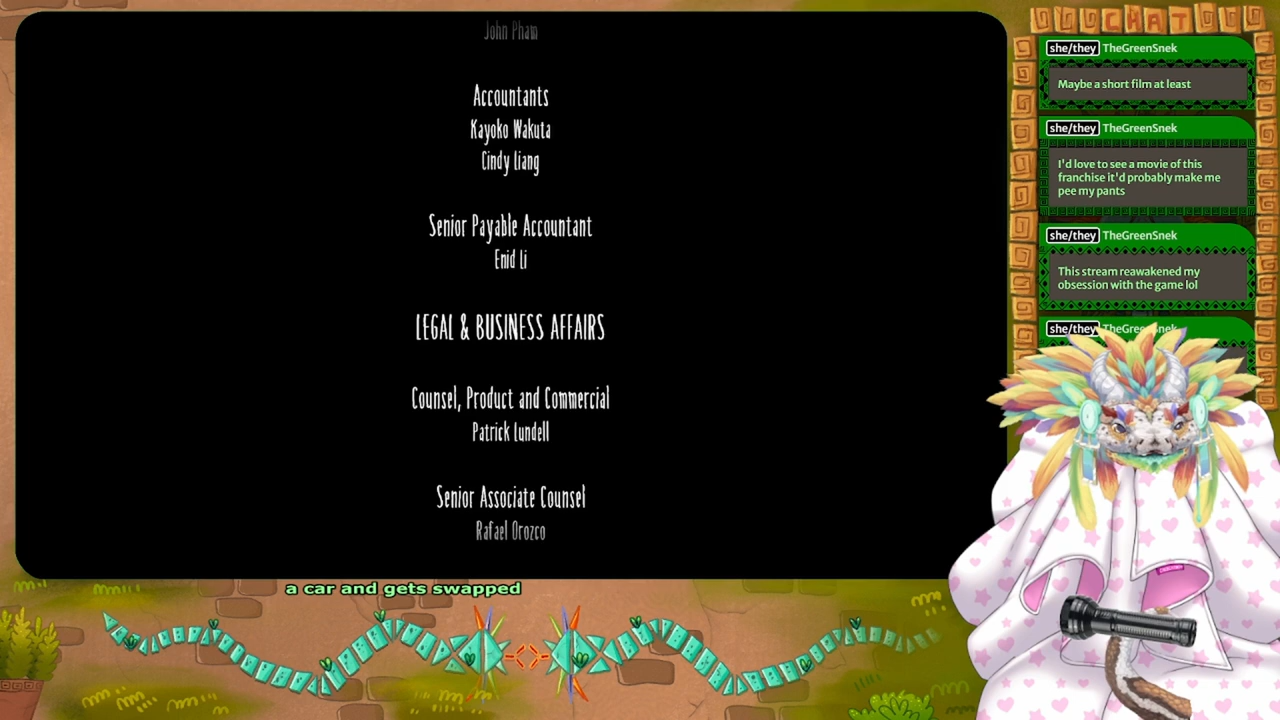 John Pham
Accountants
Kayoko Wakuta
Cindy Liang
Senior Payable Accountant
Enid Li
LEGAL & BUSINESS AFFAIRS
Counsel, Product and Commercial
Patrick Lundell
Senior Associate Counsel
Rafael Orozco
a car and gets swapped
CHAT
she/they TheGreenSnek
Maybe a short film at least
she/they TheGreenSnek
I'd love to see a movie of this
franchise it'd probably make me
pee my pants
she/they TheGreenSnek
This stream reawakened my
obsession with the game lol
she/they TheGreenSnek